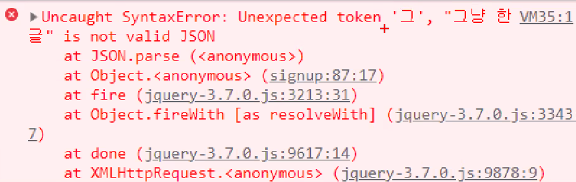 ▶Uncaught SyntaxError: Unexpected token '그', "그냥 한 VM35:1
글" is not valid JSON
at JSON.parse (<anonymous>)
at Object.<anonymous> (signup:87:17)
at fire (jquery-3.7.0.js:3213:31)
at Object.fireWith [as resolveWith] (jquery-3.7.0.js:3343:
7)
at done (jquery-3.7.0.js:9617:14)
at XMLHttpRequest.<anonymous> (jquery-3.7.0.js:9878:9)